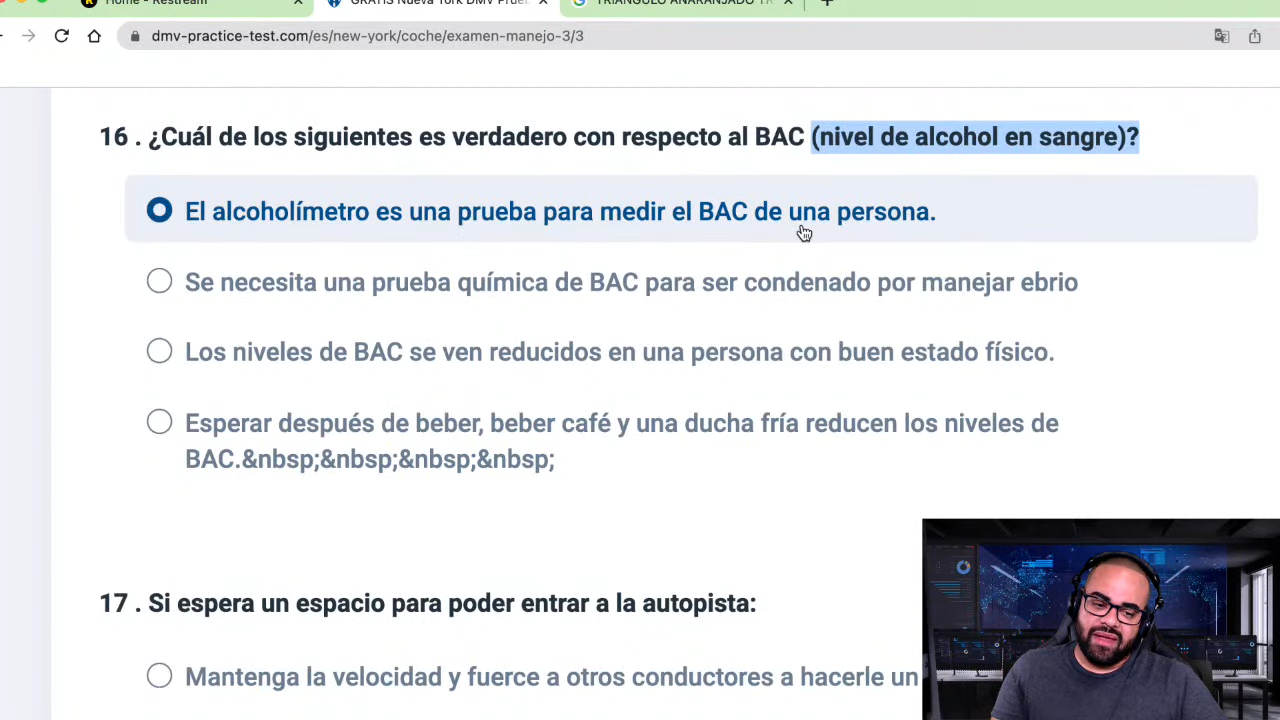 Home - Restream
GRATIS Nueva York DMV Prue
TRIANGULO ANARANJADO TR
dmv-practice-test.com/es/new-york/coche/examen-manejo-3/3
16 . ¿Cuál de los siguientes es verdadero con respecto al BAC (nivel de alcohol en sangre)?
El alcoholímetro es una prueba para medir el BAC de una persona.
Se necesita una prueba química de BAC para ser condenado por manejar ebrio
Los niveles de BAC se ven reducidos en una persona con buen estado físico.
Esperar después de beber, beber café y una ducha fría reducen los niveles de
BAC.&nbsp;&nbsp;&nbsp;&nbsp;
17 . Si espera un espacio para poder entrar a la autopista:
Mantenga la velocidad y fuerce a otros conductores a hacerle un